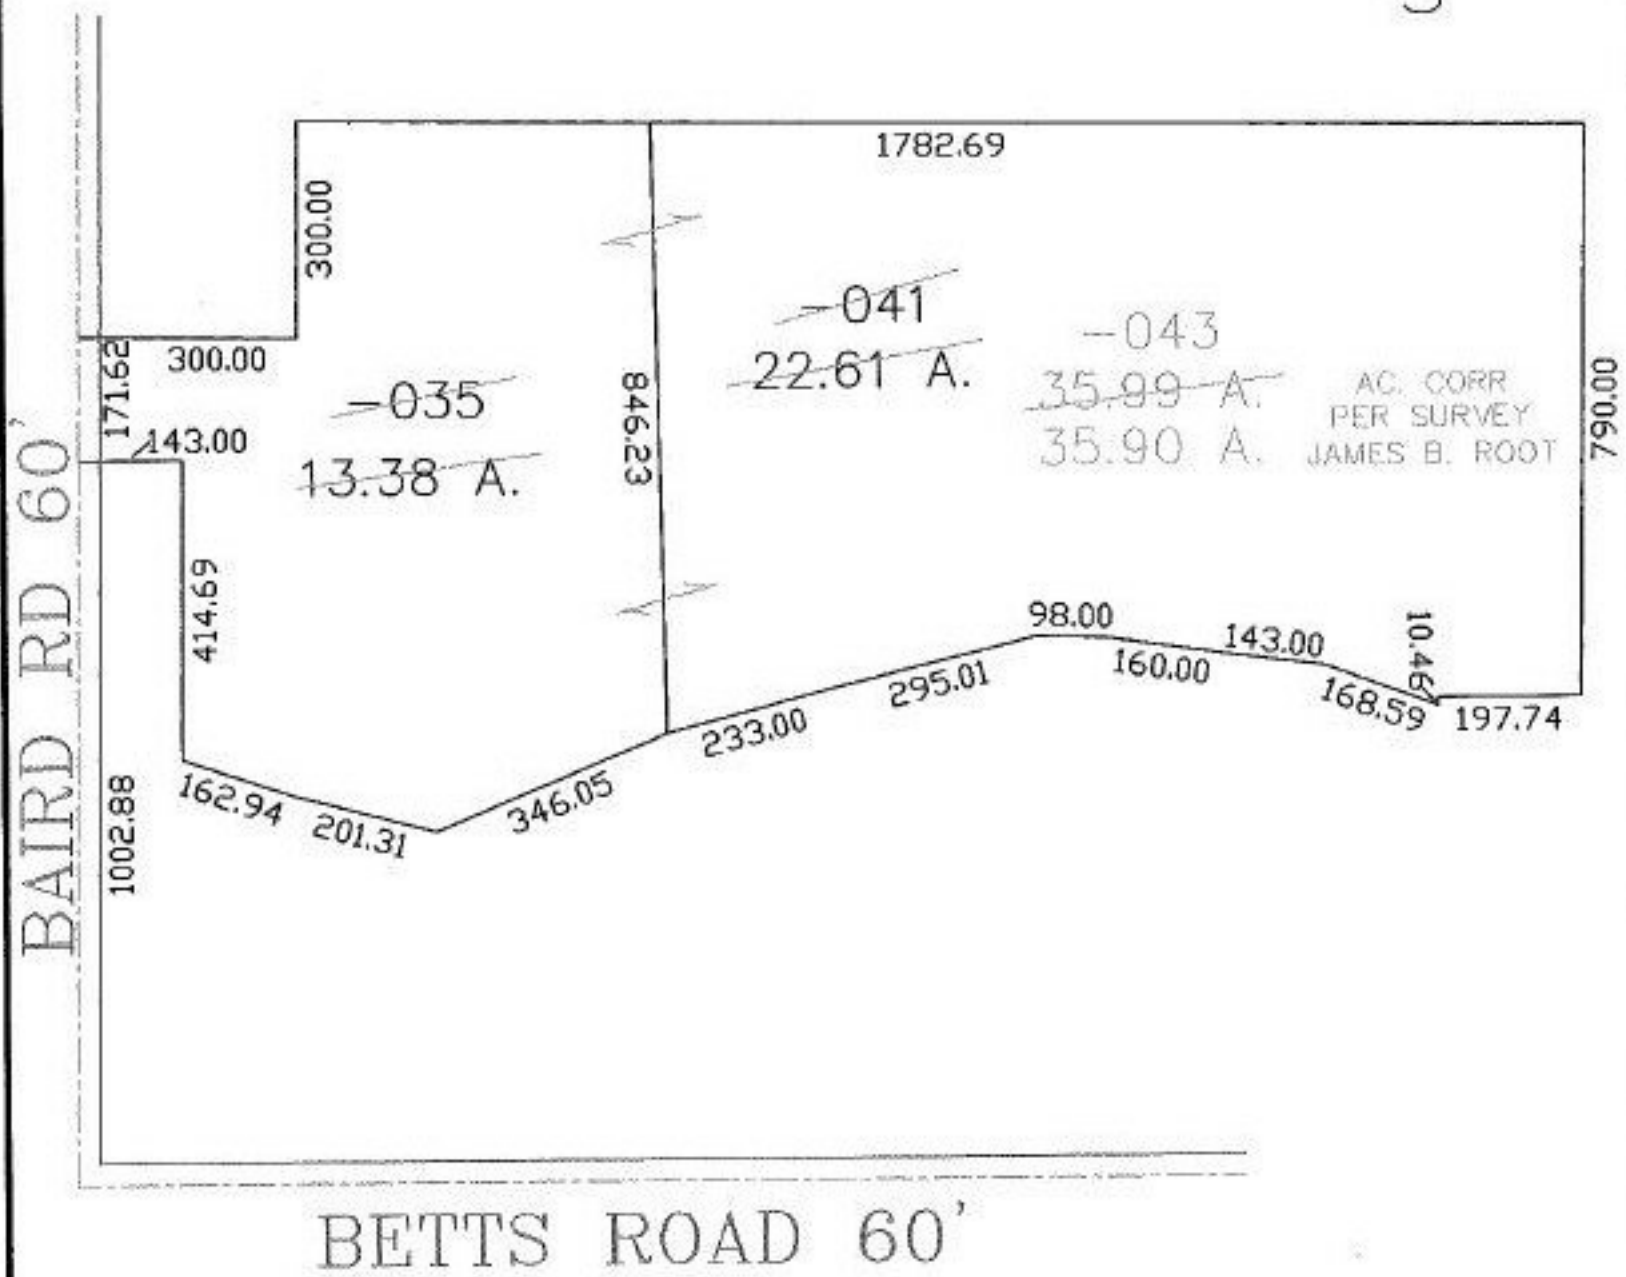 1782.69
300.00
300.00
171.62
143.00
-035
13.38 A.
846.23
-041
22.61 A.
-043
35.99 A.
35.90 A.
AC. CORR
PER SURVEY
JAMES B. ROOT
790.00
BAIRD RD 60'
414.69
1002.88
162.94
201.31
346.05
233.00
295.01
98.00
160.00
143.00
168.59
10.46
197.74
BETTS ROAD 60'